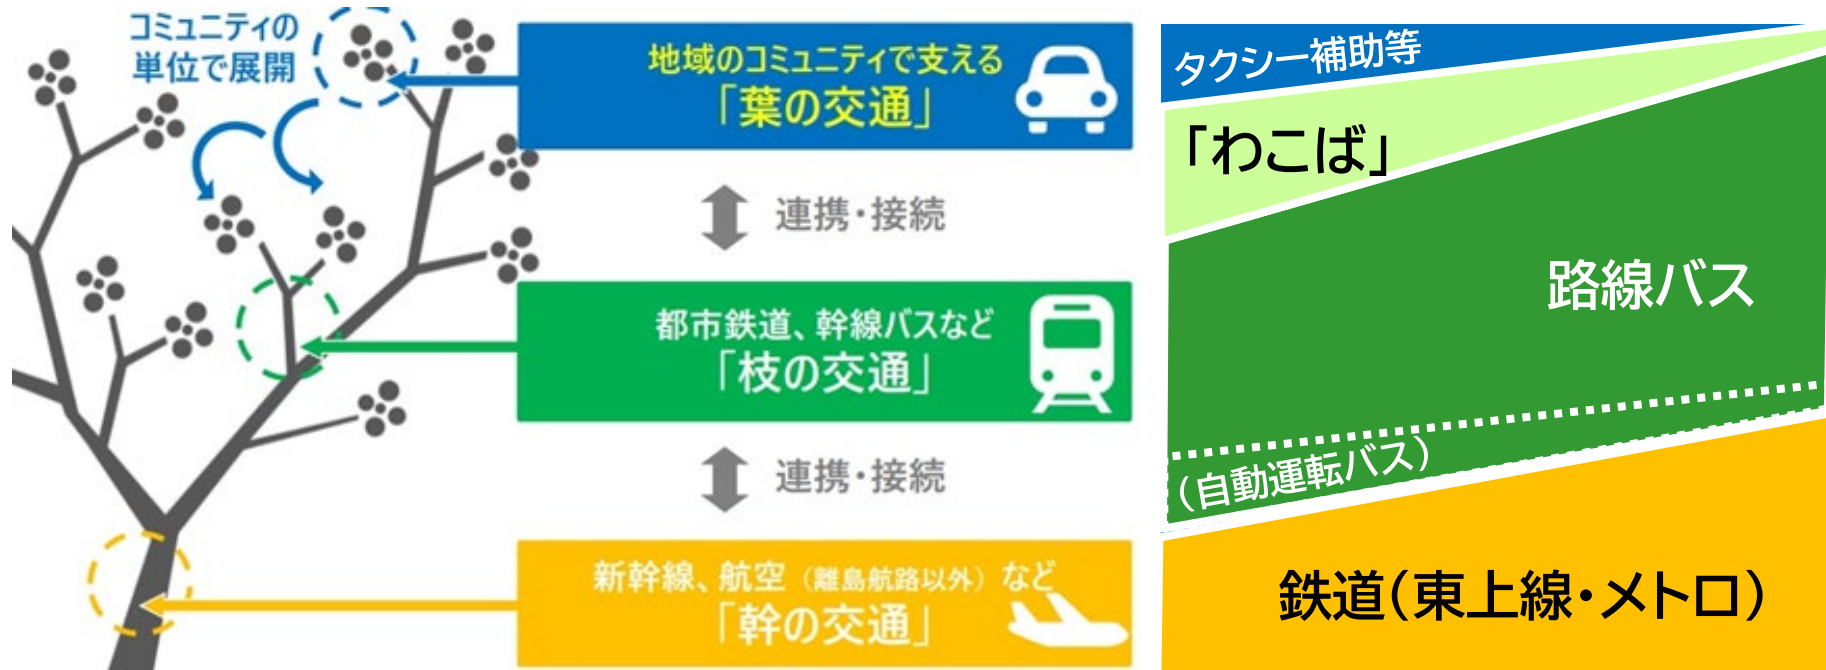 コミュニティの
単位で展開
地域のコミュニティで支える
「葉の交通」
連携・接続
都市鉄道、幹線バスなど
「枝の交通」
連携・接続
新幹線、航空（離島航路以外）など
「幹の交通」
タクシー補助等
「わこば」
路線バス
（自動運転バス）
鉄道（東上線・メトロ）